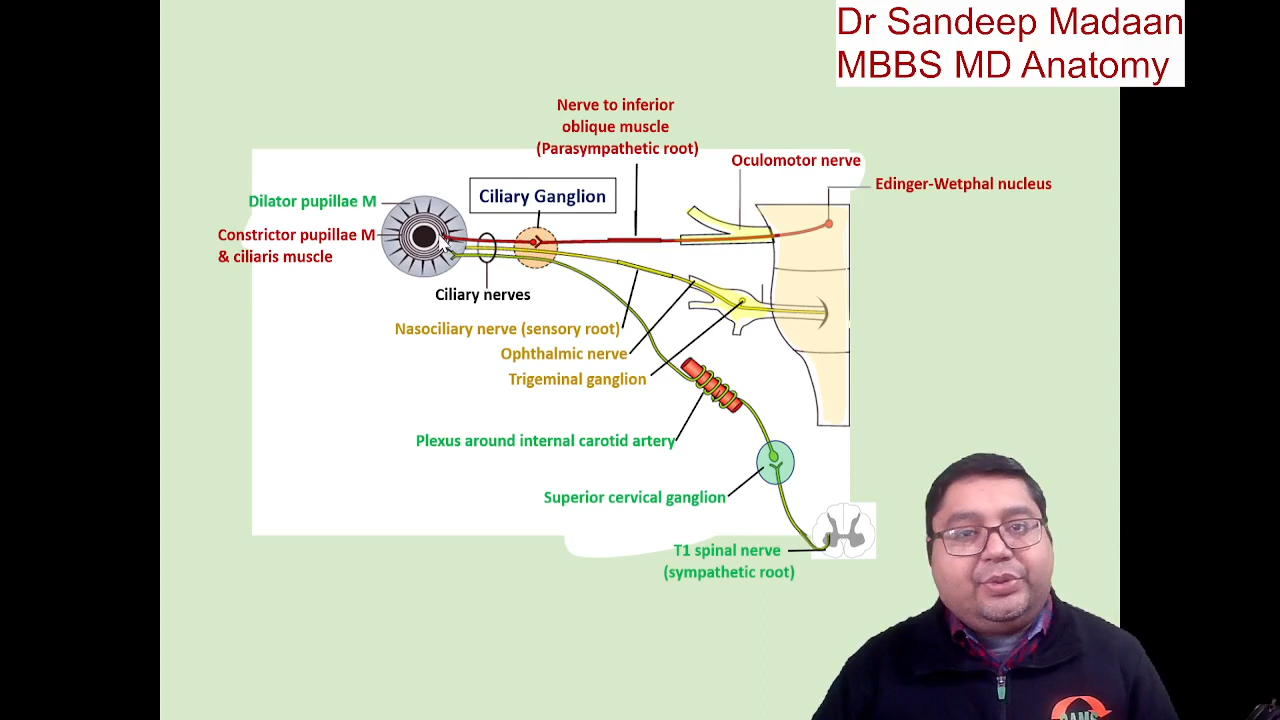 Dr Sandeep Madaan
MBBS MD Anatomy
Nerve to inferior
oblique muscle
(Parasympathetic root)
Oculomotor nerve
Edinger-Wetphal nucleus
Ciliary Ganglion
Dilator pupillae M
Constrictor pupillae M
& ciliaris muscle
Ciliary nerves
Nasociliary nerve (sensory root)
Ophthalmic nerve
Trigeminal ganglion
Plexus around internal carotid artery
Superior cervical ganglion
T1 spinal nerve
(sympathetic root)